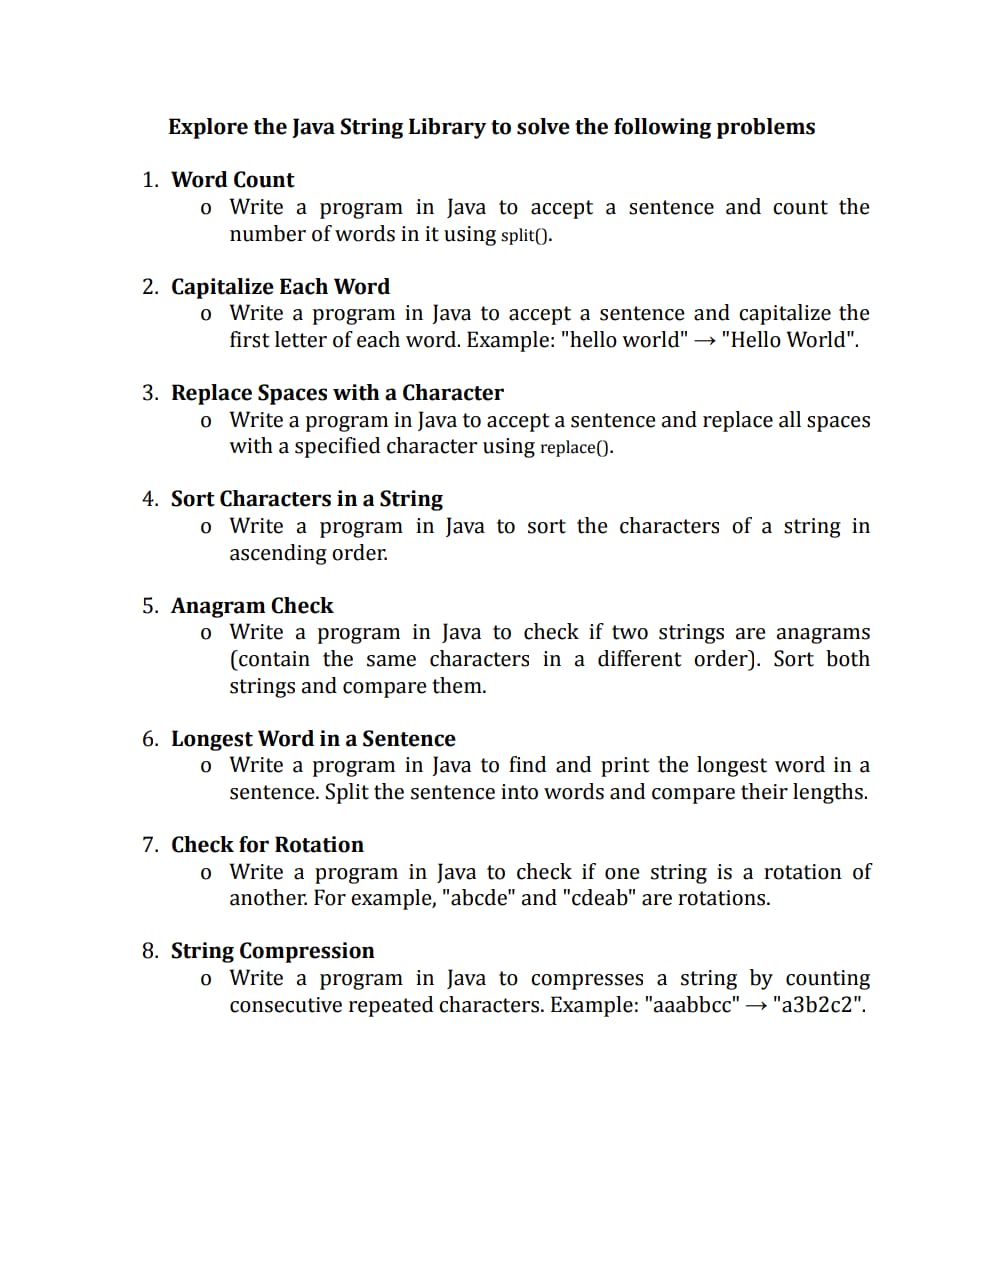 Explore the Java String Library to solve the following problems
1. Word Count
o Write a program in Java to accept a sentence and count the
number of words in it using split().
2. Capitalize Each Word
o Write a program in Java to accept a sentence and capitalize the
first letter of each word. Example: "hello world" → "Hello World".
3. Replace Spaces with a Character
o Write a program in Java to accept a sentence and replace all spaces
with a specified character using replace().
4. Sort Characters in a String
o Write a program in Java to sort the characters of a string in
ascending order.
5. Anagram Check
o Write a program in Java to check if two strings are anagrams
(contain the same characters in a different order). Sort both
strings and compare them.
6. Longest Word in a Sentence
o Write a program in Java to find and print the longest word in a
sentence. Split the sentence into words and compare their lengths.
7. Check for Rotation
o Write a program in Java to check if one string is a rotation of
another. For example, "abcde" and "cdeab" are rotations.
8. String Compression
o Write a program in Java to compresses a string by counting
consecutive repeated characters. Example: "aaabbcc" → "a3b2c2".